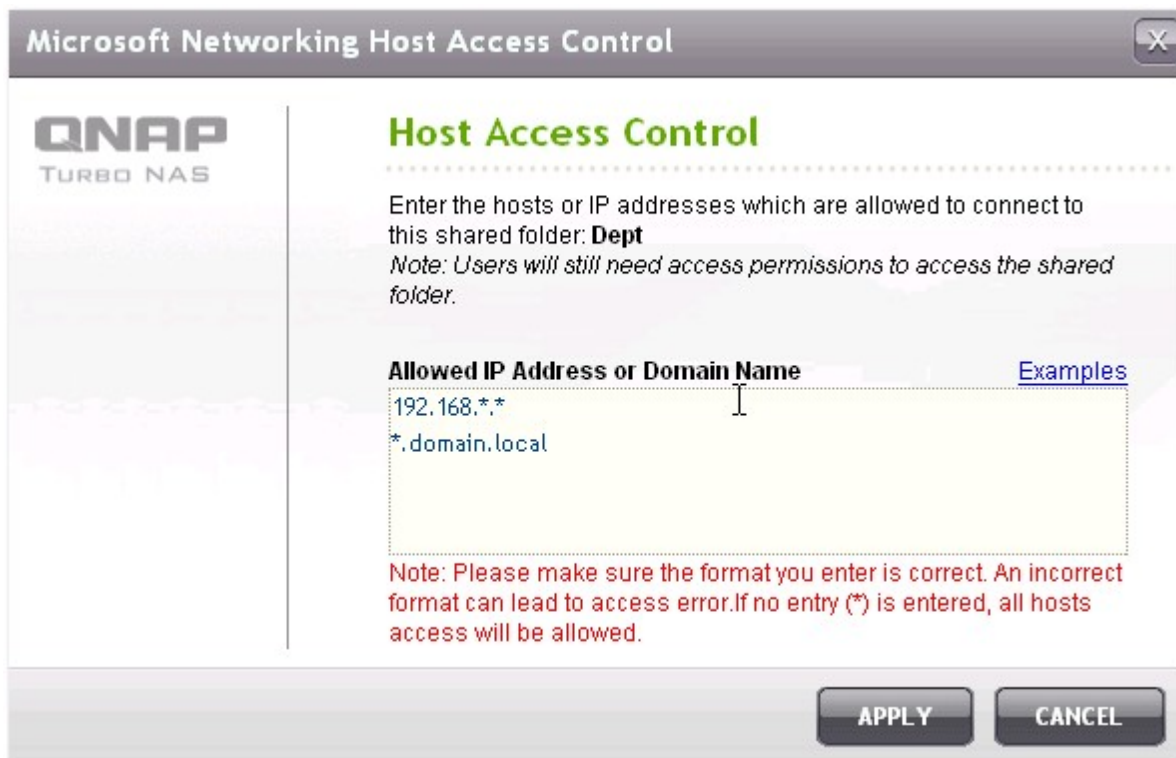 Microsoft Networking Host Access Control
X
QNAP
TURBO NAS
Host Access Control
Enter the hosts or IP addresses which are allowed to connect to
this shared folder: Dept
Note: Users will still need access permissions to access the shared
folder.
Allowed IP Address or Domain Name
Examples
192.168.*.*
*.domain.local
Note: Please make sure the format you enter is correct. An incorrect
format can lead to access error.If no entry (*) is entered, all hosts
access will be allowed.
APPLY
CANCEL